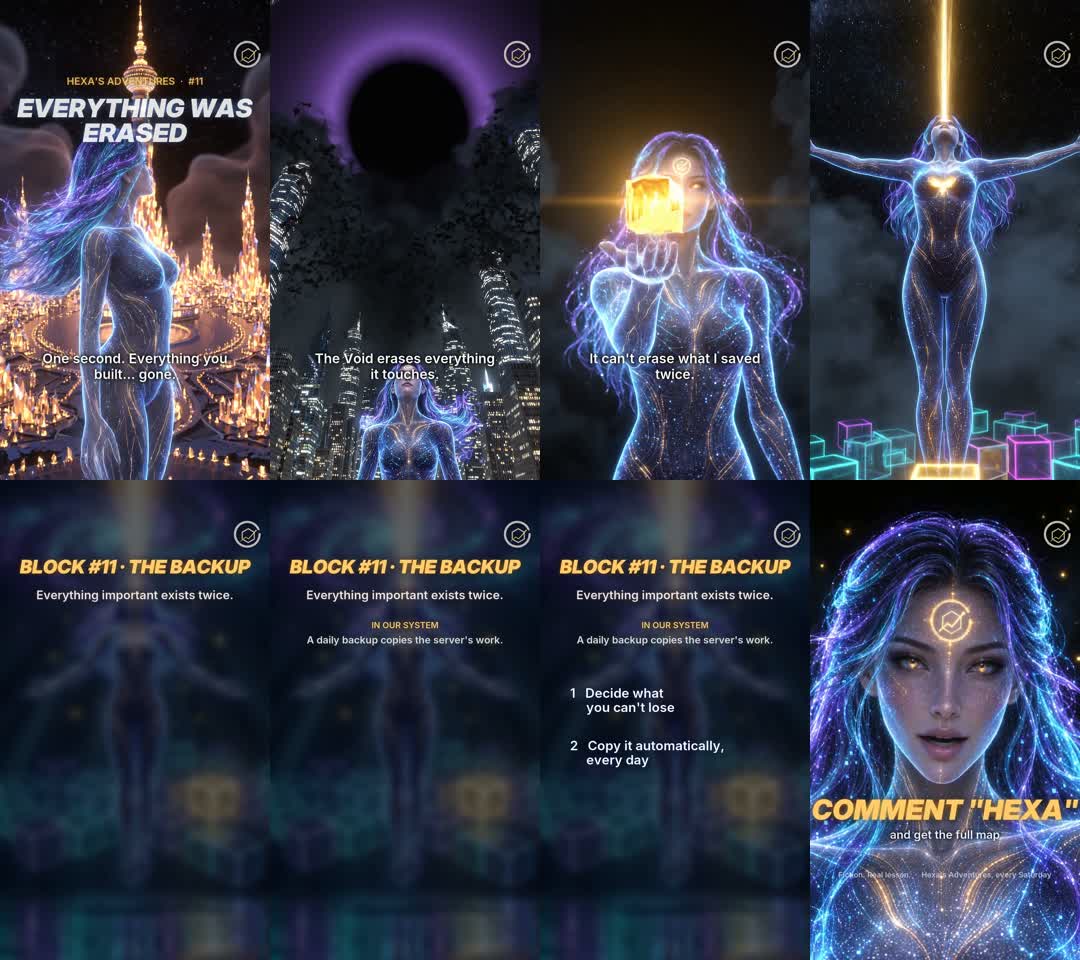 HEXA'S ADVENTURES · #11
EVERYTHING WAS
ERASED
One second. Everything you
built... gone.
The Void erases everything
it touches.
It can't erase what I saved
twice.
BLOCK #11 · THE BACKUP
Everything important exists twice.
BLOCK #11 · THE BACKUP
Everything important exists twice.
IN OUR SYSTEM
A daily backup copies the server's work.
BLOCK #11 · THE BACKUP
Everything important exists twice.
IN OUR SYSTEM
A daily backup copies the server's work.
1 Decide what
you can't lose
2 Copy it automatically,
every day
COMMENT "HEXA"
and get the full map
Fiction. Real lesson. · Hexa's Adventures, every Saturday